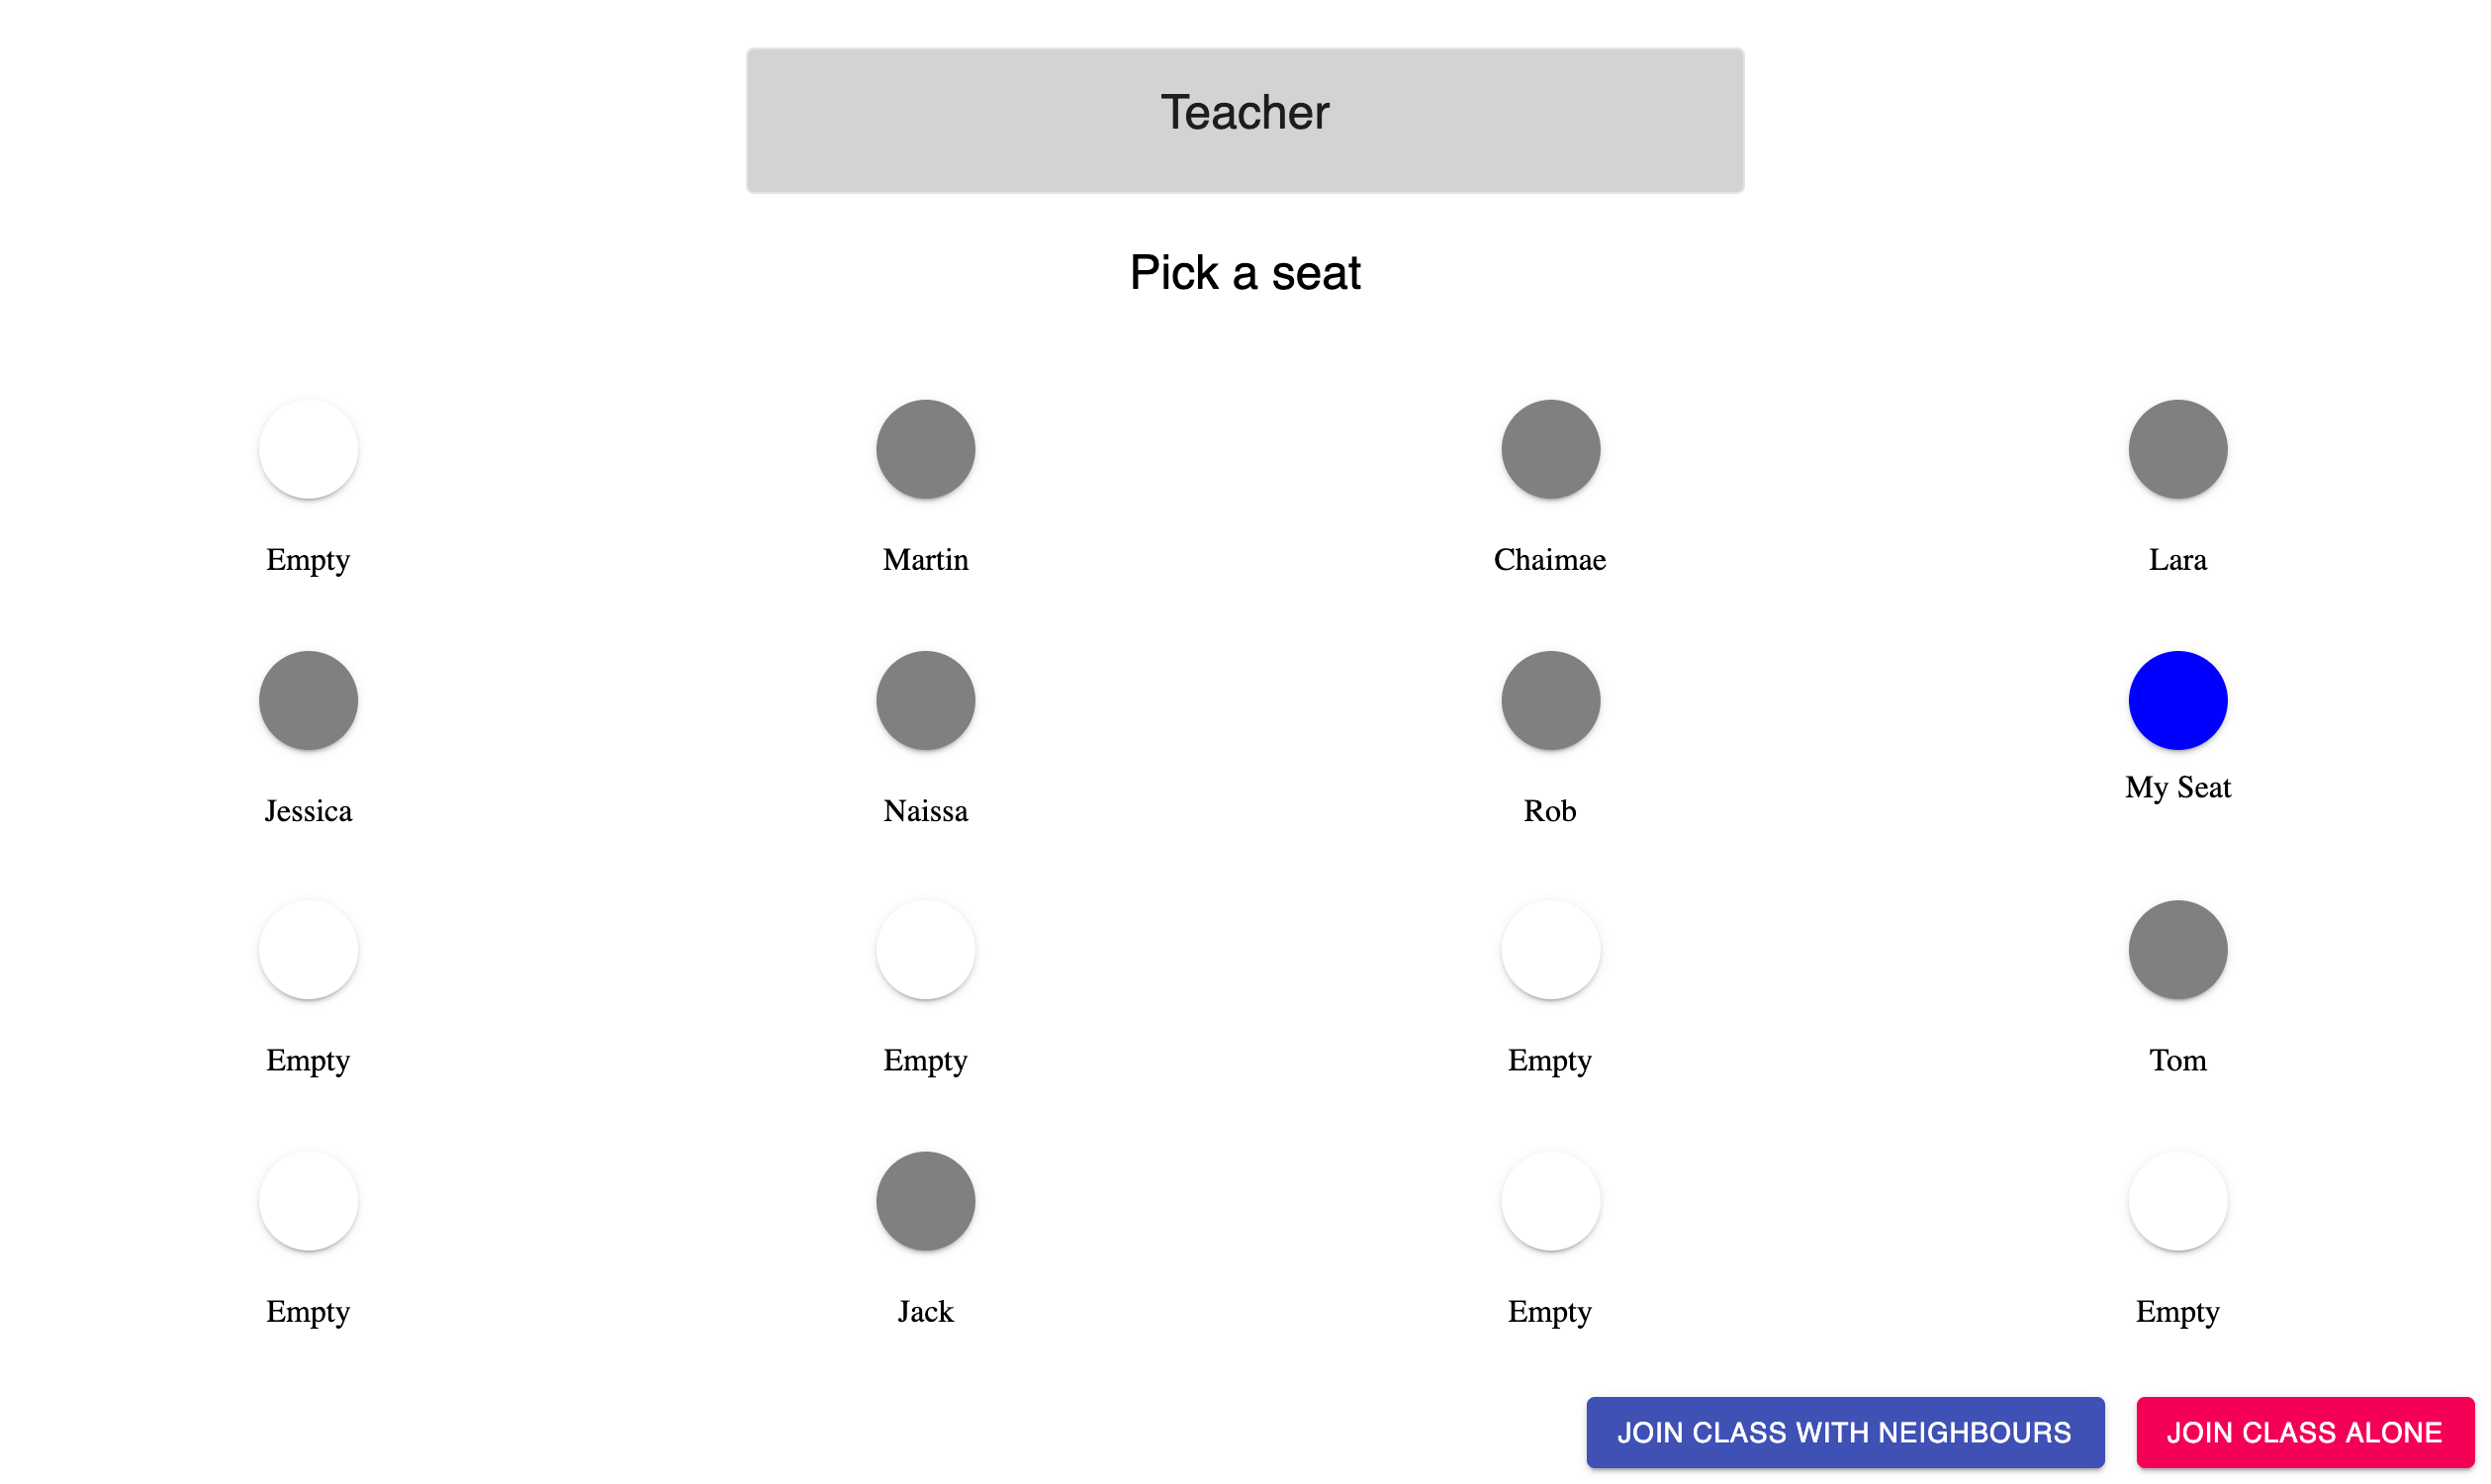 Teacher
Pick a seat
Empty Martin Chaimae Lara
Jessica Naissa Rob My Seat
Empty Empty Empty Tom
Empty Jack Empty Empty
JOIN CLASS WITH NEIGHBOURS JOIN CLASS ALONE